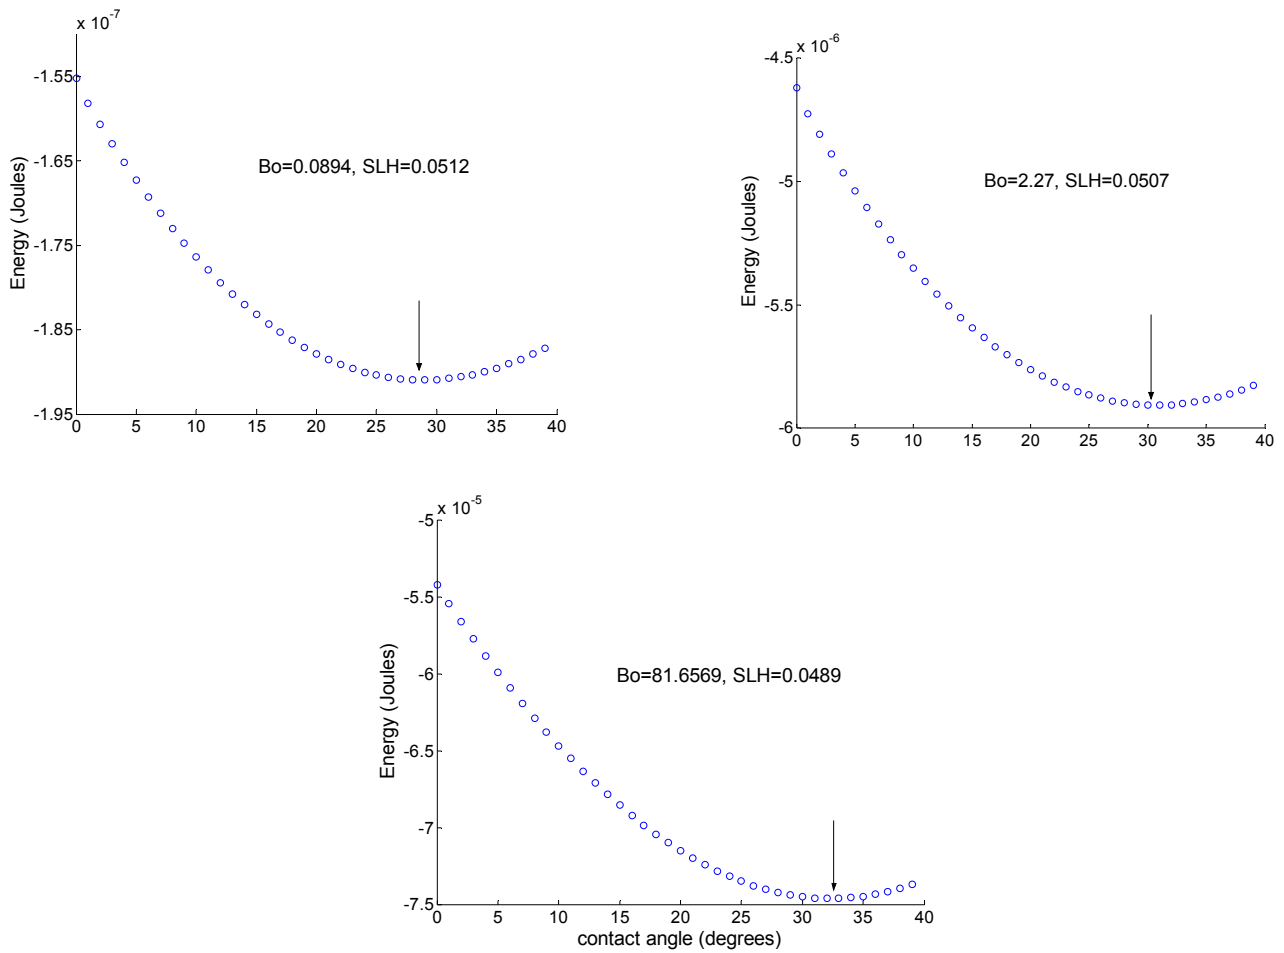 x 10-7
-1.55
-1.65
-1.75
-1.85
-1.95
Energy (Joules)
Bo=0.0894, SLH=0.0512
0 5 10 15 20 25 30 35 40
x 10-6
-4.5
-5
-5.5
-6
Energy (Joules)
Bo=2.27, SLH=0.0507
0 5 10 15 20 25 30 35 40
x 10-5
-5
-5.5
-6
-6.5
-7
-7.5
Energy (Joules)
Bo=81.6569, SLH=0.0489
0 5 10 15 20 25 30 35 40
contact angle (degrees)